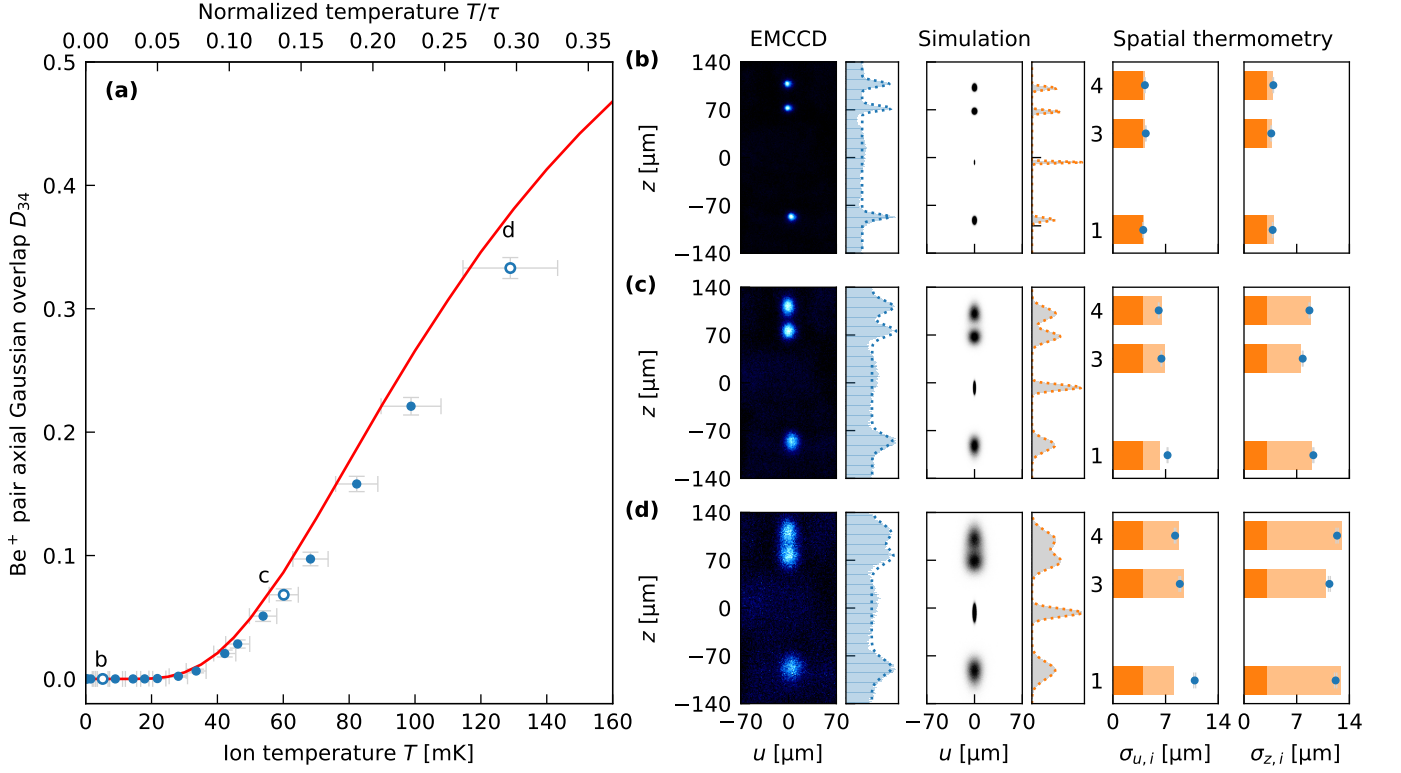 Normalized temperature T/τ
0.00 0.05 0.10 0.15 0.20 0.25 0.30 0.35
(a)
Be⁺ pair axial Gaussian overlap D₃₄
0.5
0.4
0.3
0.2
0.1
0.0
b
c
d
0 20 40 60 80 100 120 140 160
Ion temperature T [mK]
EMCCD Simulation Spatial thermometry
(b)
z [µm]
140
70
0
−70
−140
4
3
1
(c)
z [µm]
140
70
0
−70
−140
4
3
1
(d)
z [µm]
140
70
0
−70
−140
4
3
1
−70 0 70 −70 70 0 7 14 0 7 14
u [µm] u [µm] σu, i [µm] σz, i [µm]